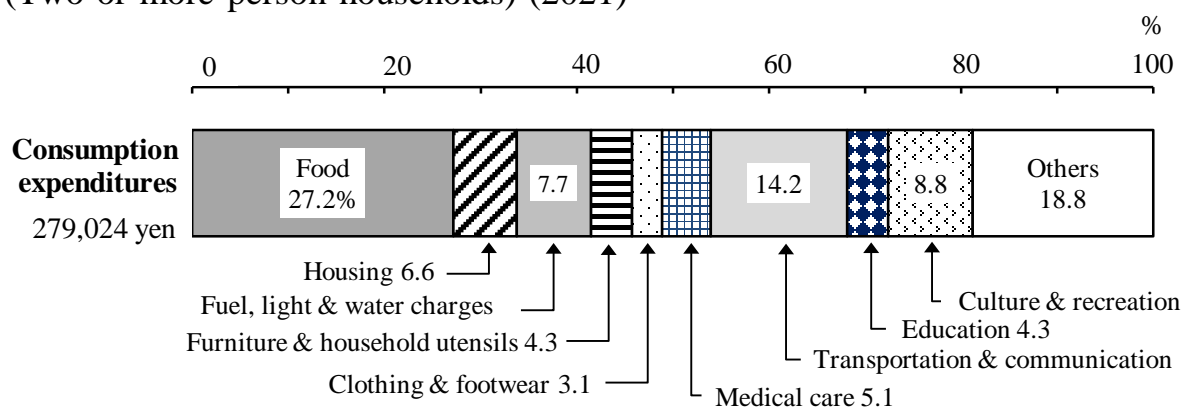 (Two or more person households) (2021)
%
0 20 40 60 80 100
Consumption
expenditures
279,024 yen
Food
27.2%
7.7
14.2
8.8
Others
18.8
Housing 6.6
Fuel, light & water charges
Furniture & household utensils 4.3
Clothing & footwear 3.1
Medical care 5.1
Transportation & communication
Education 4.3
Culture & recreation